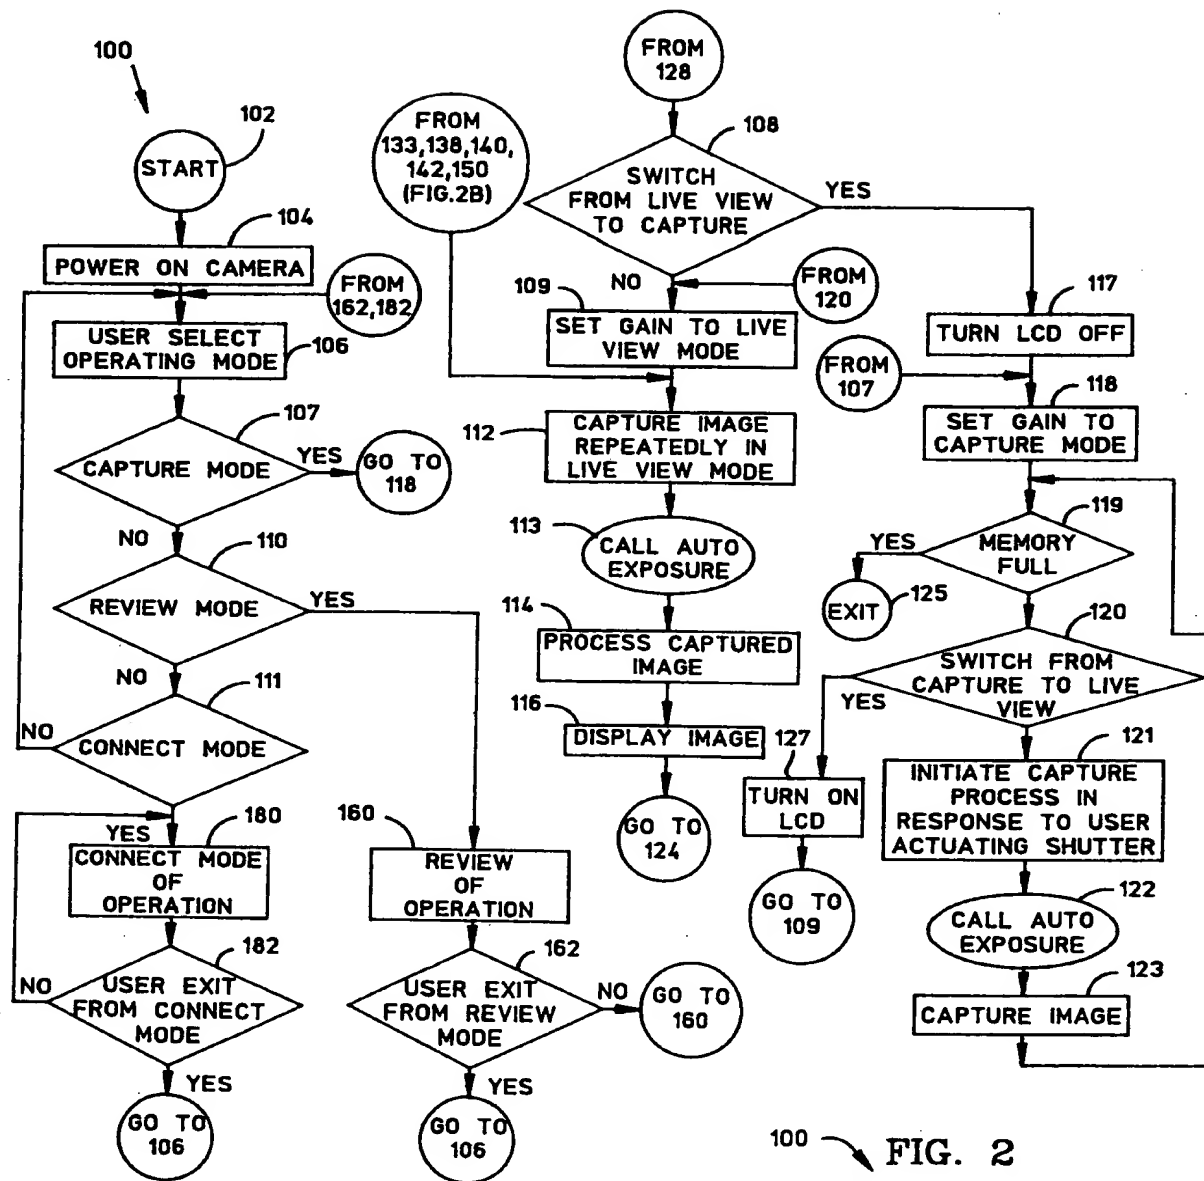 100
102
START
104
POWER ON CAMERA
FROM
162,182
USER SELECT
OPERATING MODE
106
107
CAPTURE MODE
YES
GO TO
118
NO
110
REVIEW MODE
YES
NO
111
NO
CONNECT MODE
YES
180
CONNECT MODE
OF
OPERATION
182
NO
USER EXIT
FROM CONNECT
MODE
YES
GO TO
106
160
REVIEW
OF
OPERATION
162
USER EXIT
FROM REVIEW
MODE
NO
GO TO
160
YES
GO TO
106
FROM
133,138,140,
142,150
(FIG.2B)
FROM
128
108
SWITCH
FROM LIVE VIEW
TO CAPTURE
YES
NO
FROM
120
109
SET GAIN TO LIVE
VIEW MODE
112
CAPTURE IMAGE
REPEATEDLY IN
LIVE VIEW MODE
113
CALL AUTO
EXPOSURE
114
PROCESS CAPTURED
IMAGE
116
DISPLAY IMAGE
GO TO
124
117
TURN LCD OFF
FROM
107
118
SET GAIN TO
CAPTURE MODE
119
MEMORY
FULL
YES
EXIT
125
120
SWITCH FROM
CAPTURE TO LIVE
VIEW
YES
127
TURN ON
LCD
GO TO
109
121
INITIATE CAPTURE
PROCESS IN
RESPONSE TO USER
ACTUATING SHUTTER
122
CALL AUTO
EXPOSURE
123
CAPTURE IMAGE
100
FIG. 2